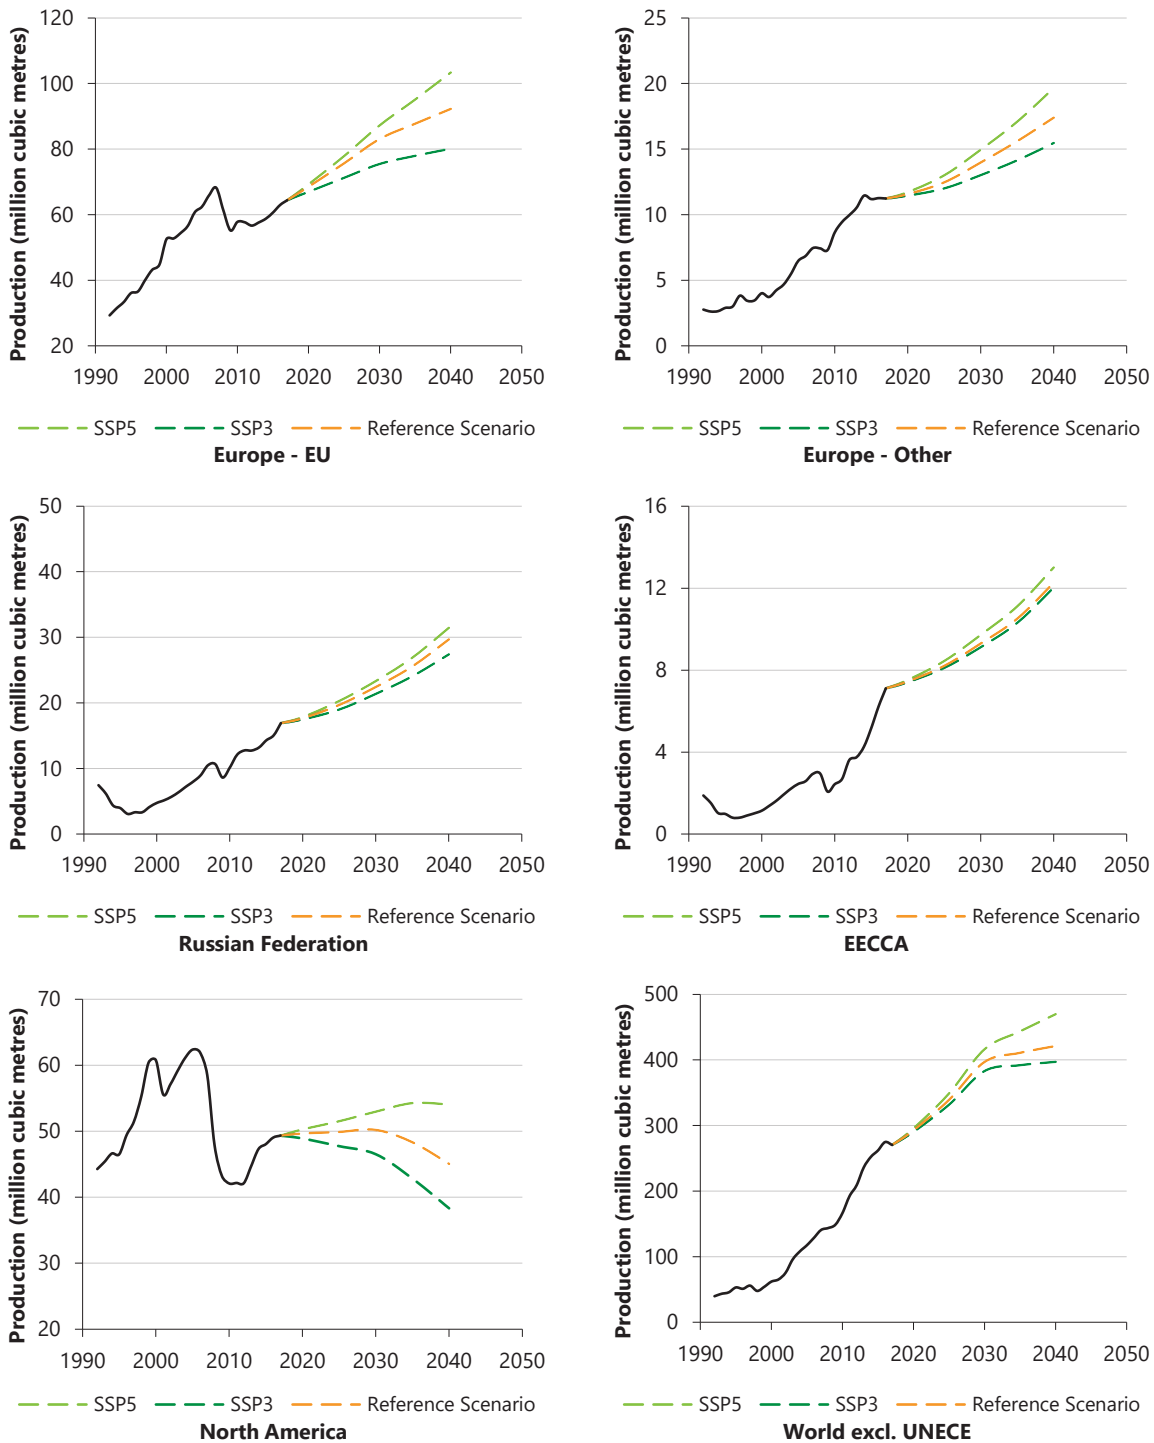 Production (million cubic metres)
120
100
80
60
40
20
1990 2000 2010 2020 2030 2040 2050
SSP5 SSP3 Reference Scenario
Europe - EU
Production (million cubic metres)
25
20
15
10
5
0
1990 2000 2010 2020 2030 2040 2050
SSP5 SSP3 Reference Scenario
Europe - Other
Production (million cubic metres)
50
40
30
20
10
0
1990 2000 2010 2020 2030 2040 2050
SSP5 SSP3 Reference Scenario
Russian Federation
Production (million cubic metres)
16
12
8
4
0
1990 2000 2010 2020 2030 2040 2050
SSP5 SSP3 Reference Scenario
EECCA
Production (million cubic metres)
70
60
50
40
30
20
1990 2000 2010 2020 2030 2040 2050
SSP5 SSP3 Reference Scenario
North America
Production (million cubic metres)
500
400
300
200
100
0
1990 2000 2010 2020 2030 2040 2050
SSP5 SSP3 Reference Scenario
World excl. UNECE